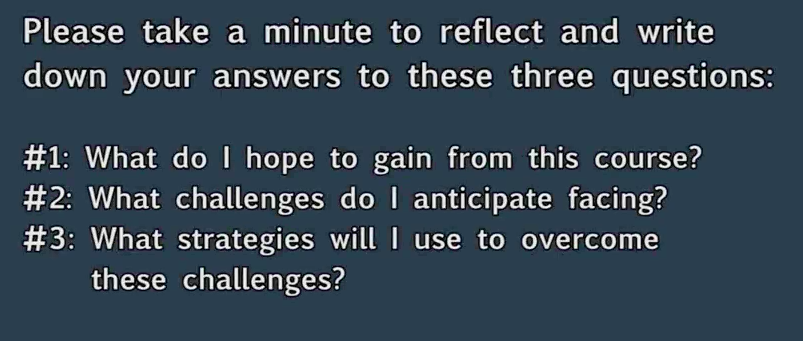 Please take a minute to reflect and write
down your answers to these three questions:
#1: What do I hope to gain from this course?
#2: What challenges do I anticipate facing?
#3: What strategies will I use to overcome
these challenges?